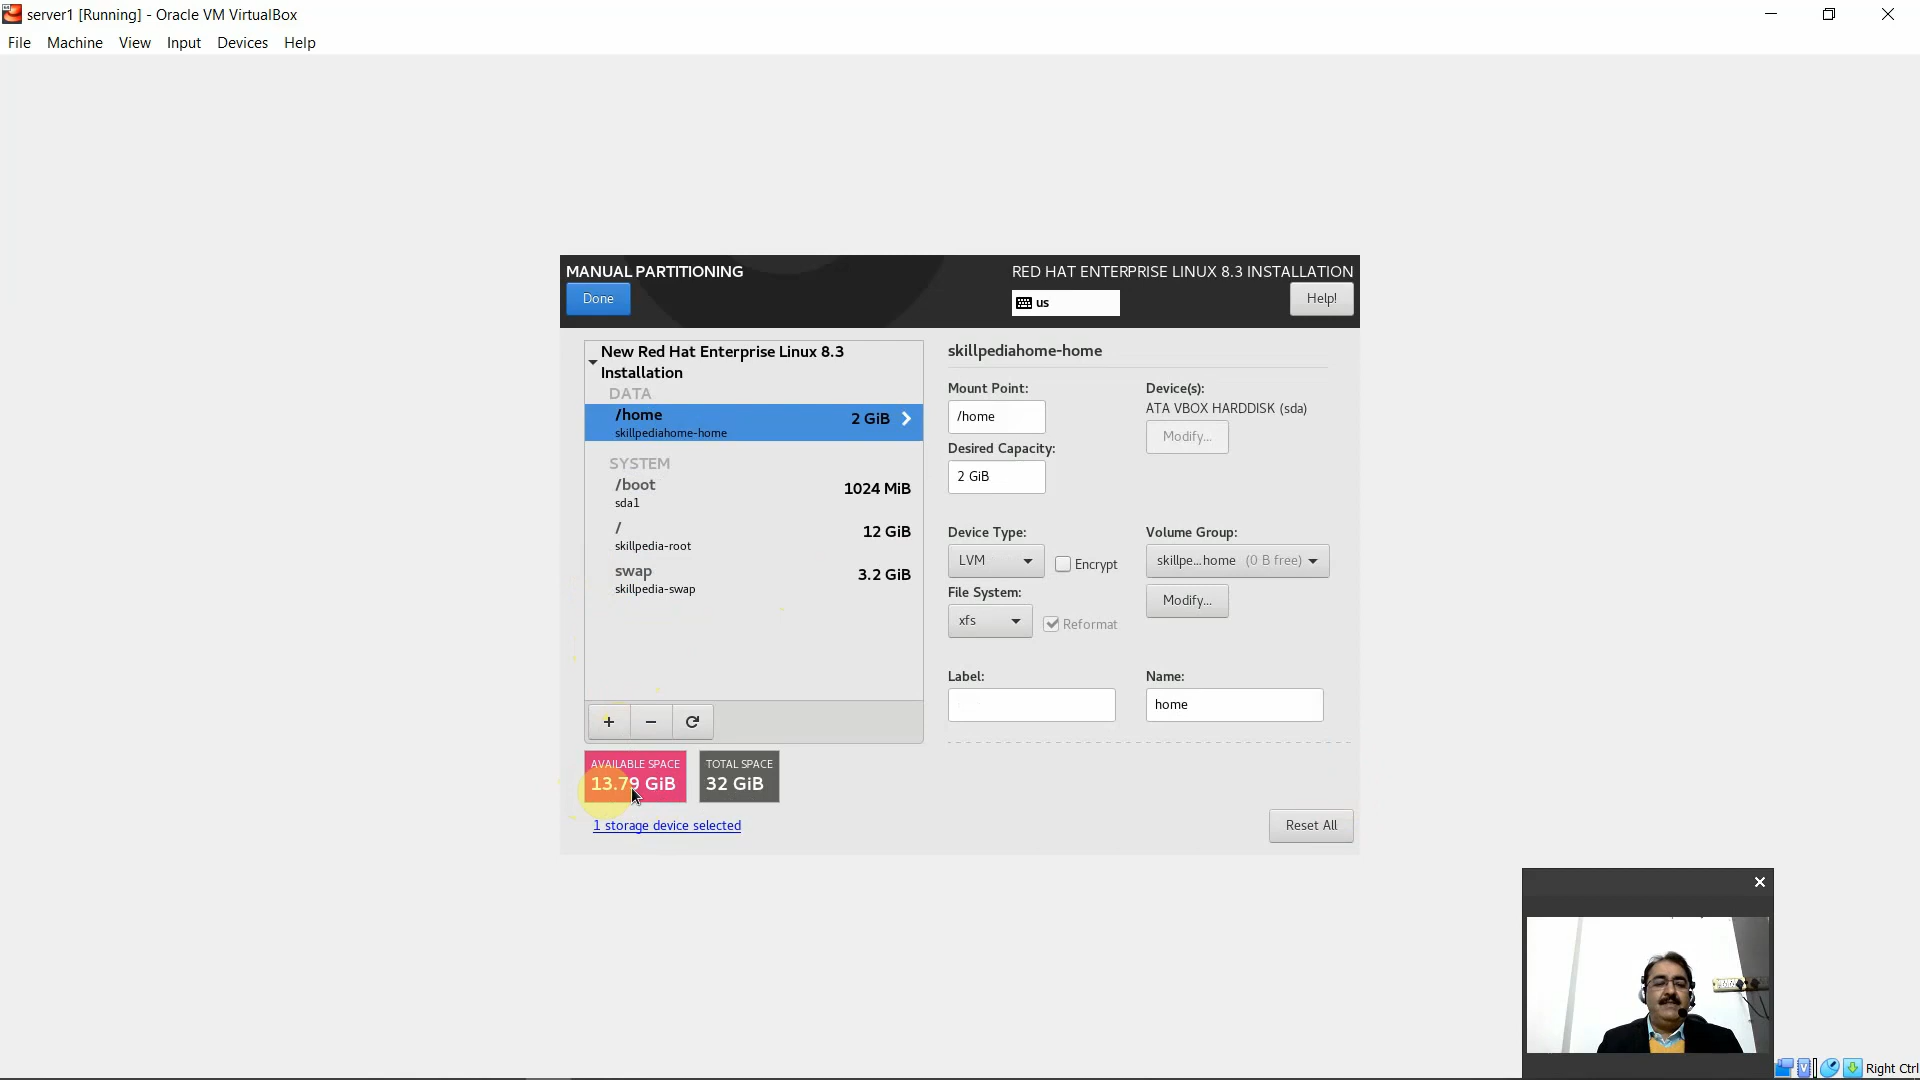 server1 [Running] - Oracle VM VirtualBox
File Machine View Input Devices Help
MANUAL PARTITIONING
RED HAT ENTERPRISE LINUX 8.3 INSTALLATION
Done
us
Help!
New Red Hat Enterprise Linux 8.3
Installation
DATA
/home
2 GiB
skillpediahome-home
SYSTEM
/boot
1024 MiB
sda1
/
12 GiB
skillpedia-root
swap
3.2 GiB
skillpedia-swap
+ −
AVAILABLE SPACE
13.79 GiB
TOTAL SPACE
32 GiB
1 storage device selected
skillpediahome-home
Mount Point:
/home
Desired Capacity:
2 GiB
Device(s):
ATA VBOX HARDDISK (sda)
Modify...
Device Type:
LVM
Encrypt
Volume Group:
skillpe...home (0 B free)
File System:
xfs
Reformat
Modify...
Label:
Name:
home
Reset All
Right Ctrl